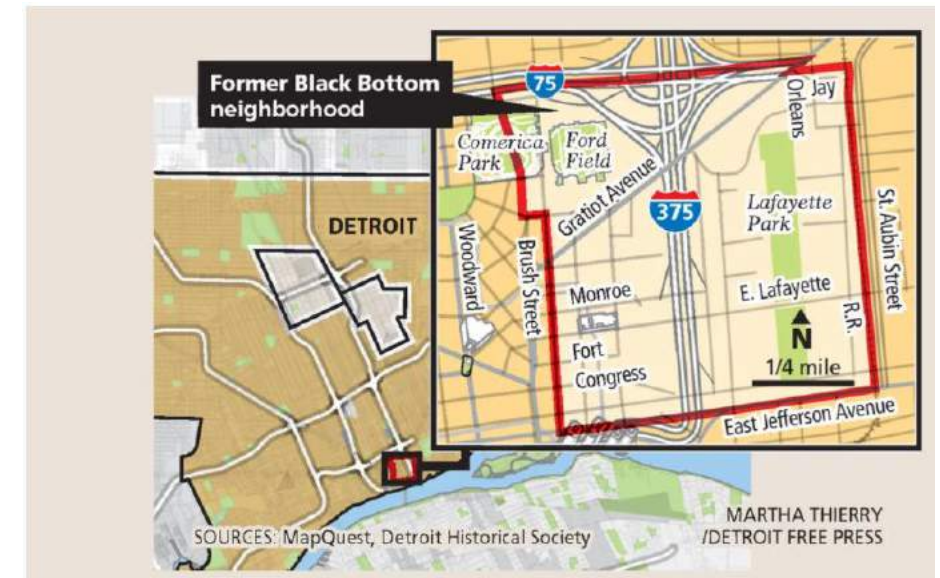 Former Black Bottom
neighborhood
75
Jay
Orleans
Comerica
Park
Ford
Field
Gratiot Avenue
375
Lafayette
Park
St. Aubin Street
DETROIT
Woodward
Brush Street
Monroe
E. Lafayette
R.R.
N
Fort
1/4 mile
Congress
East Jefferson Avenue
MARTHA THIERRY
/DETROIT FREE PRESS
SOURCES: MapQuest, Detroit Historical Society